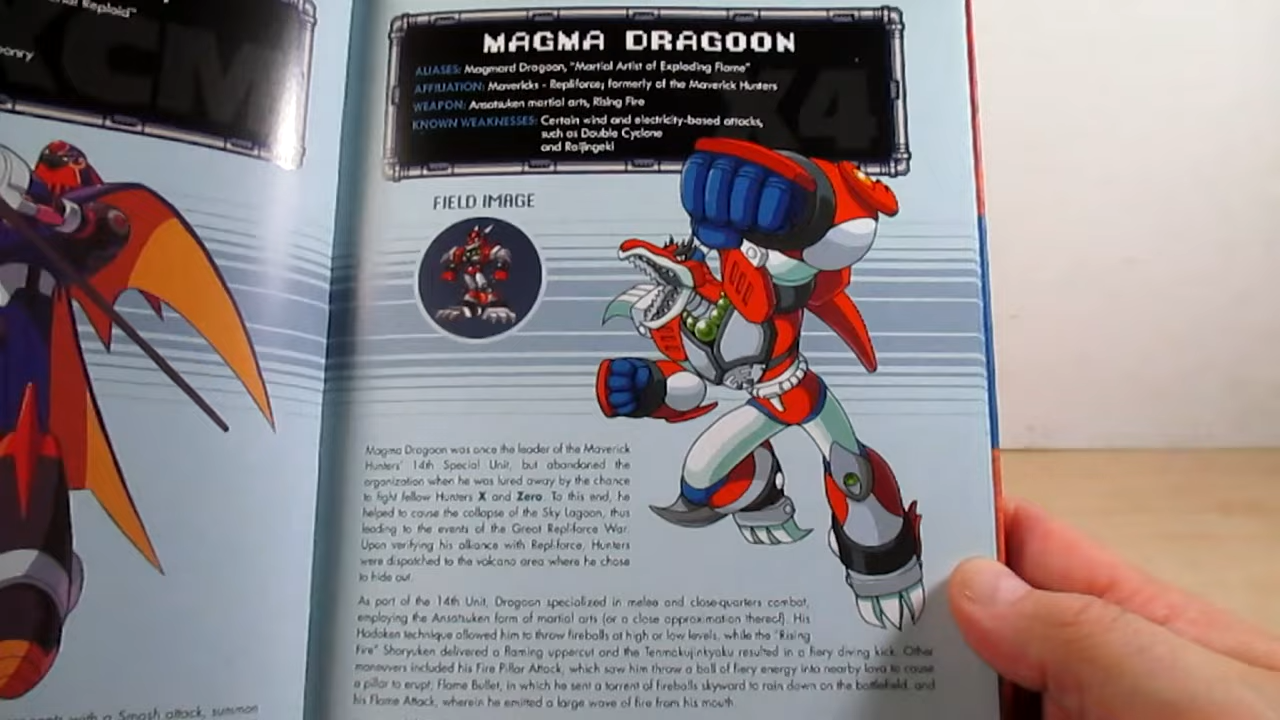 nal Reploid"
XCM
MAGMA DRAGOON
X4
ALIASES: Magmard Dragoon, "Martial Artist of Exploding Flame"
AFFILIATION: Mavericks - Repliforce; formerly of the Maverick Hunters
WEAPON: Ansatsuken martial arts, Rising Fire
KNOWN WEAKNESSES: Certain wind and electricity-based attacks,
such as Double Cyclone
and Raijingeki
FIELD IMAGE
Magma Dragoon was once the leader of the Maverick
Hunters' 14th Special Unit, but abandoned the
organization when he was lured away by the chance
to fight fellow Hunters X and Zero. To this end, he
helped to cause the collapse of the Sky Lagoon, thus
leading to the events of the Great Repliforce War.
Upon verifying his alliance with Repliforce, Hunters
were dispatched to the volcano area where he chose
to hide out.
As part of the 14th Unit, Dragoon specialized in melee and close-quarters combat,
employing the Ansatsuken form of martial arts (or a close approximation thereof). His
Hadoken technique allowed him to throw fireballs at high or low levels, while the "Rising
Fire" Shoryuken delivered a flaming uppercut and the Tenmakujinkyaku resulted in a fiery diving kick. Other
maneuvers included his Fire Pillar Attack, which saw him throw a ball of fiery energy into nearby lava to cause
a pillar to erupt; Flame Bullet, in which he sent a torrent of fireballs skyward to rain down on the battlefield; and
his Flame Attack, wherein he emitted a large wave of fire from his mouth.
with a Smash attack, summon